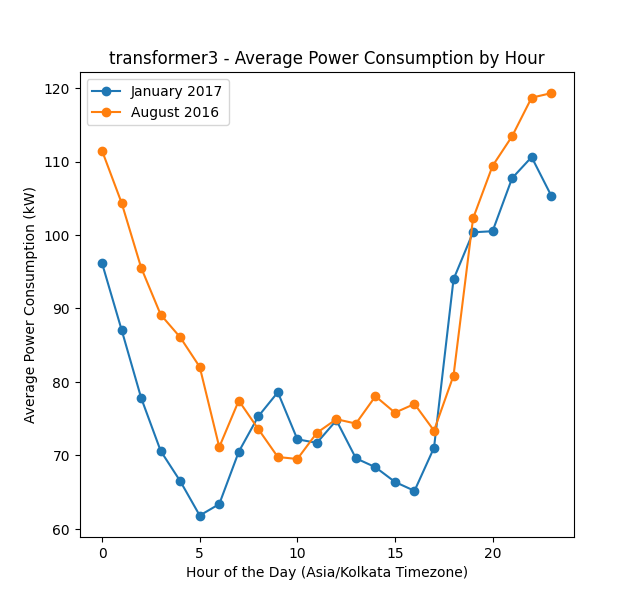 transformer3 - Average Power Consumption by Hour
January 2017
August 2016
120
110
100
90
80
70
60
Average Power Consumption (kW)
0 5 10 15 20
Hour of the Day (Asia/Kolkata Timezone)